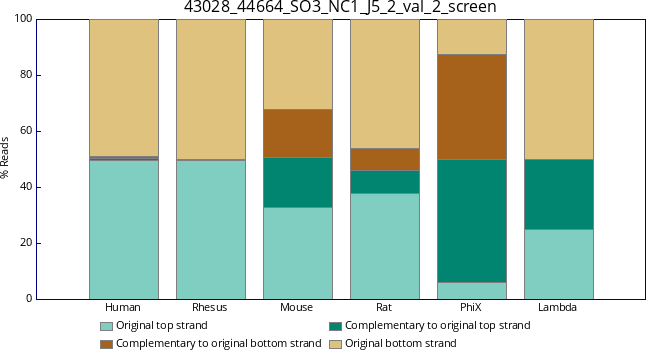 43028_44664_SO3_NC1_J5_2_val_2_screen
100
80
60
40
20
0
% Reads
Human Rhesus Mouse Rat PhiX Lambda
Original top strand Complementary to original top strand
Complementary to original bottom strand Original bottom strand